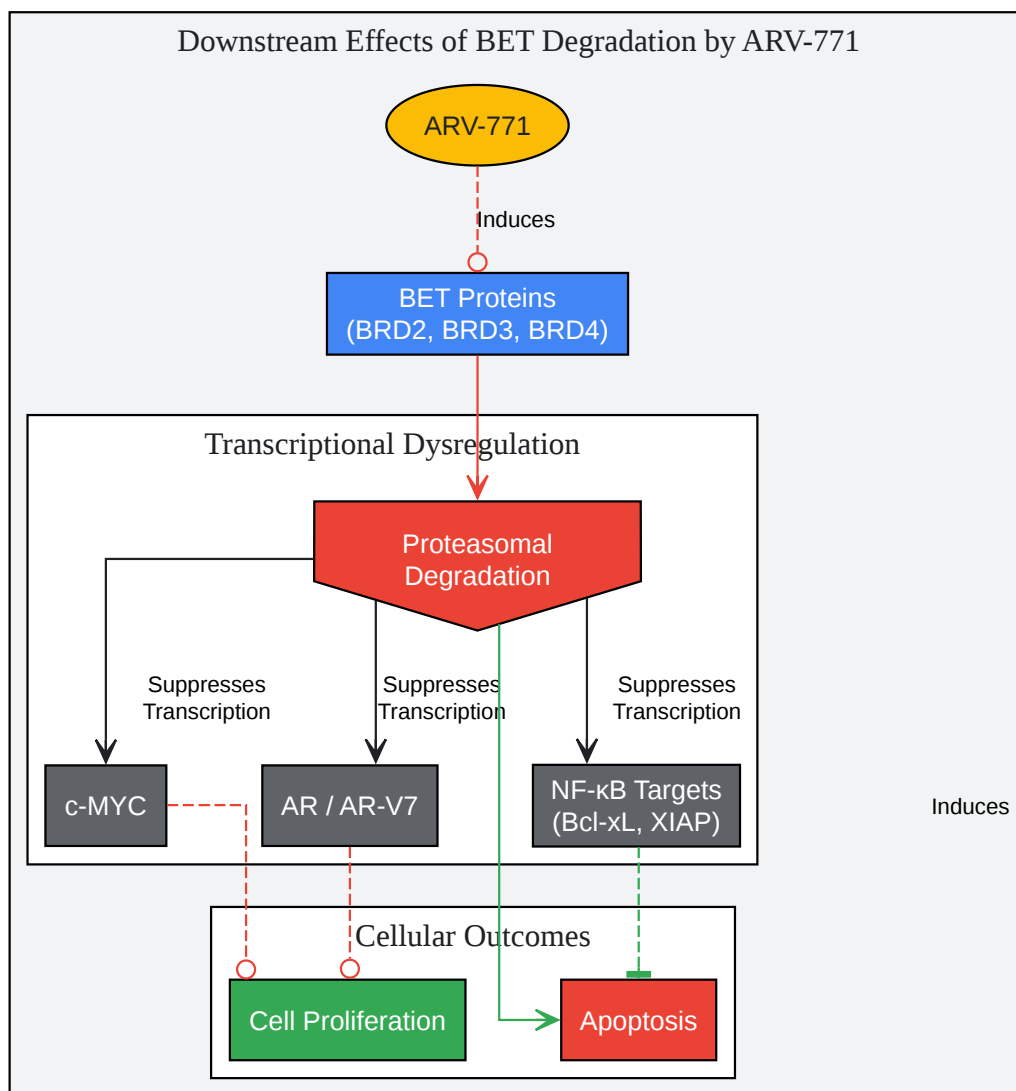 Downstream Effects of BET Degradation by ARV-771
ARV-771
Induces
BET Proteins
(BRD2, BRD3, BRD4)
Transcriptional Dysregulation
Proteasomal
Degradation
Suppresses
Transcription
Suppresses
Transcription
Suppresses
Transcription
c-MYC
AR / AR-V7
NF-κB Targets
(Bcl-xL, XIAP)
Induces
Cellular Outcomes
Cell Proliferation
Apoptosis